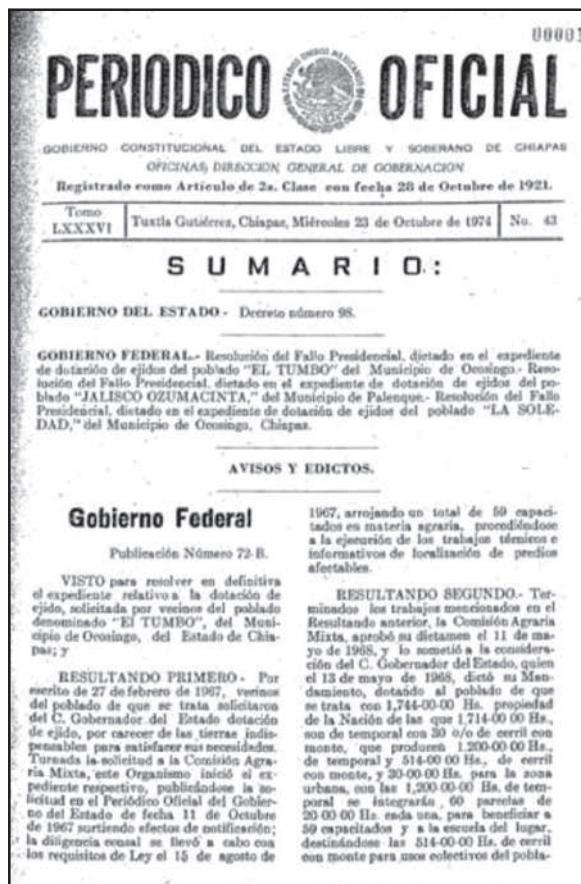 00001
PERIODICO OFICIAL
GOBIERNO CONSTITUCIONAL DEL ESTADO LIBRE Y SOBERANO DE CHIAPAS
OFICINAS; DIRECCION GENERAL DE GOBERNACION
Registrado como Artículo de 2a. Clase con fecha 28 de Octubre de 1921.
Tomo
LXXXVI
Tuxtla Gutiérrez, Chiapas, Miércoles 23 de Octubre de 1974
No. 43
SUMARIO:
GOBIERNO DEL ESTADO.- Decreto número 98.
GOBIERNO FEDERAL.- Resolución del Fallo Presidencial, dictado en el expediente
de dotación de ejidos del poblado "EL TUMBO" del Municipio de Ocosingo.- Reso-
lución del Fallo Presidencial, dictado en el expediente de dotación de ejidos del po-
blado "JALISCO OZUMACINTA," del Municipio de Palenque.- Resolución del Fallo
Presidencial, dictado en el expediente de dotación de ejidos del poblado "LA SOLE-
DAD," del Municipio de Ocosingo, Chiapas.
AVISOS Y EDICTOS.
Gobierno Federal
Publicación Número 72-B.
VISTO para resolver en definitiva
el expediente relativo a la dotación de
ejido, solicitada por vecinos del poblado
denominado "El TUMBO", del Muni-
cipio de Ocosingo, del Estado de Chia-
pas; y
RESULTANDO PRIMERO.- Por
escrito de 27 de febrero de 1967, vecinos
del poblado de que se trata solicitaron
del C. Gobernador del Estado dotación
de ejido, por carecer de las tierras indis-
pensables para satisfacer sus necesidades.
Turnada la solicitud a la Comisión Agra-
ria Mixta, este Organismo inició el ex-
pediente respectivo, publicándose la so-
licitud en el Periódico Oficial del Gobier-
no del Estado de fecha 11 de Octubre
de 1967 surtiendo efectos de notificación;
la diligencia censal se llevó a cabo con
los requisitos de Ley el 15 de agosto de
1967, arrojando un total de 59 capaci-
tados en materia agraria, procediéndose
a la ejecución de los trabajos técnicos e
informativos de localización de predios
afectables.
RESULTANDO SEGUNDO.- Ter-
minados los trabajos mencionados en el
Resultando anterior, la Comisión Agraria
Mixta, aprobó su dictamen el 11 de ma-
yo de 1968, y lo sometió a la considera-
ción del C. Gobernador del Estado, quien
el 13 de mayo de 1968, dictó su Man-
damiento, dotando al poblado de que
se trata con 1,744-00-00 Hs. propiedad
de la Nación de las que 1,714-00-00 Hs.,
son de temporal con 30 o/o de cerril con
monte, que producen 1.200-00-00 Hs.,
de temporal y 514-00-00 Hs., de cerril
con monte, y 30-00-00 Hs. para la zona
urbana, con las 1,200-00-00 Hs. de tem-
poral se integrarán 60 parcelas de
20-00-00 Hs. cada una, para beneficiar a
59 capacitados y a la escuela del lugar,
destinándose las 514-00-00 Hs. de cerril
con monte para usos colectivos del pobla-